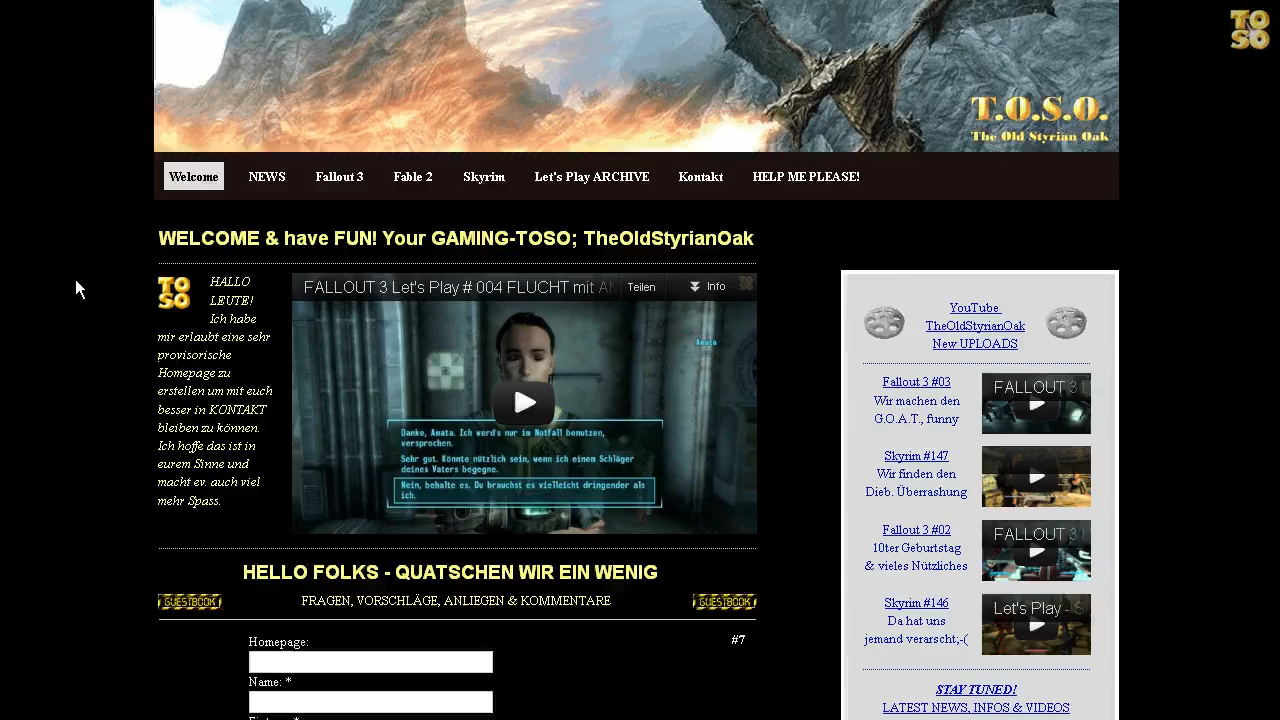 TO
SO
T.O.S.O.
The Old Styrian Oak
Welcome NEWS Fallout 3 Fable 2 Skyrim Let's Play ARCHIVE Kontakt HELP ME PLEASE!
WELCOME & have FUN! Your GAMING-TOSO; TheOldStyrianOak
TO
SO
HALLO
LEUTE!
Ich habe
mir erlaubt eine sehr
provisorische
Homepage zu
erstellen um mit euch
besser in KONTAKT
bleiben zu können.
Ich hoffe das ist in
eurem Sinne und
macht ev. auch viel
mehr Spass.
FALLOUT 3 Let's Play # 004 FLUCHT mit AM
Teilen
Info
Amata
Danke, Amata. Ich werd's nur im Notfall benutzen,
versprochen.
Sehr gut. Könnte nützlich sein, wenn ich einem Schläger
deines Vaters begegne.
Nein, behalte es. Du brauchst es vielleicht dringender als
ich.
HELLO FOLKS - QUATSCHEN WIR EIN WENIG
GUESTBOOK FRAGEN, VORSCHLÄGE, ANLIEGEN & KOMMENTARE GUESTBOOK
#7
Homepage:
Name: *
YouTube
TheOldStyrianOak
New UPLOADS
Fallout 3 #03
Wir machen den
G.O.A.T., funny
FALLOUT 3
Skyrim #147
Wir finden den
Dieb. Überrashung
Fallout 3 #02
10ter Geburtstag
& vieles Nützliches
FALLOUT 3
Skyrim #146
Da hat uns
jemand verarscht;-(
Let's Play - S
STAY TUNED!
LATEST NEWS, INFOS & VIDEOS